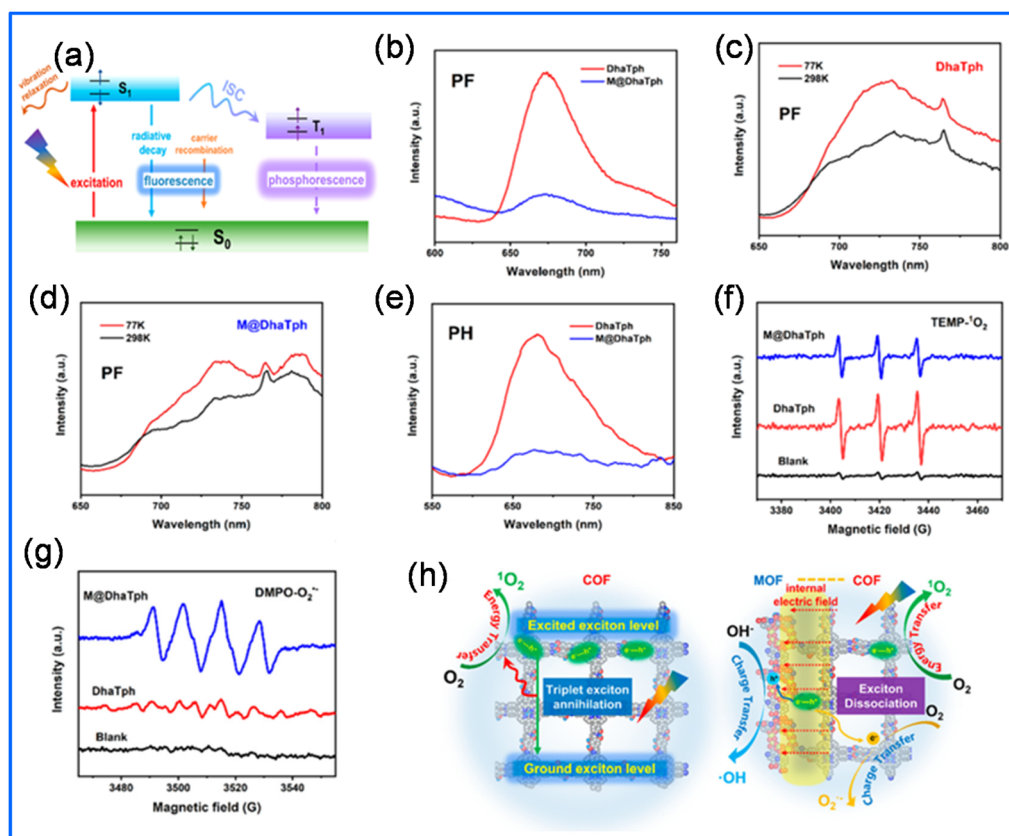 (a)
vibration
relaxation
S1
ISC
T1
radiative
decay
carrier
recombination
excitation
fluorescence
phosphorescence
S0
(b)
PF
DhaTph
M@DhaTph
Intensity (a.u.)
600 650 700 750
Wavelength (nm)
(c)
77K
298K
DhaTph
PF
Intensity (a.u.)
650 700 750 800
Wavelength (nm)
(d)
77K
298K
M@DhaTph
PF
Intensity (a.u.)
650 700 750 800
Wavelength (nm)
(e)
PH
DhaTph
M@DhaTph
Intensity (a.u.)
550 600 650 700 750 800 850
Wavelength (nm)
(f)
TEMP-¹O₂
M@DhaTph
DhaTph
Blank
Intensity (a.u.)
3380 3400 3420 3440 3460
Magnetic field (G)
(g)
DMPO-O₂•−
M@DhaTph
DhaTph
Blank
Intensity (a.u.)
3480 3500 3520 3540
Magnetic field (G)
(h)
¹O₂
COF
Energy Transfer
Excited exciton level
e⁻–h⁺ e⁻–h⁺ e⁻–h⁺
O₂
Triplet exciton
annihilation
Ground exciton level
MOF COF
internal
electric field
¹O₂
OH⁻
Energy Transfer
e⁻–h⁺
O₂
Charge Transfer
h⁺
e⁻–h⁺
Exciton
Dissociation
O₂
e⁻
·OH
Charge Transfer
O₂·⁻